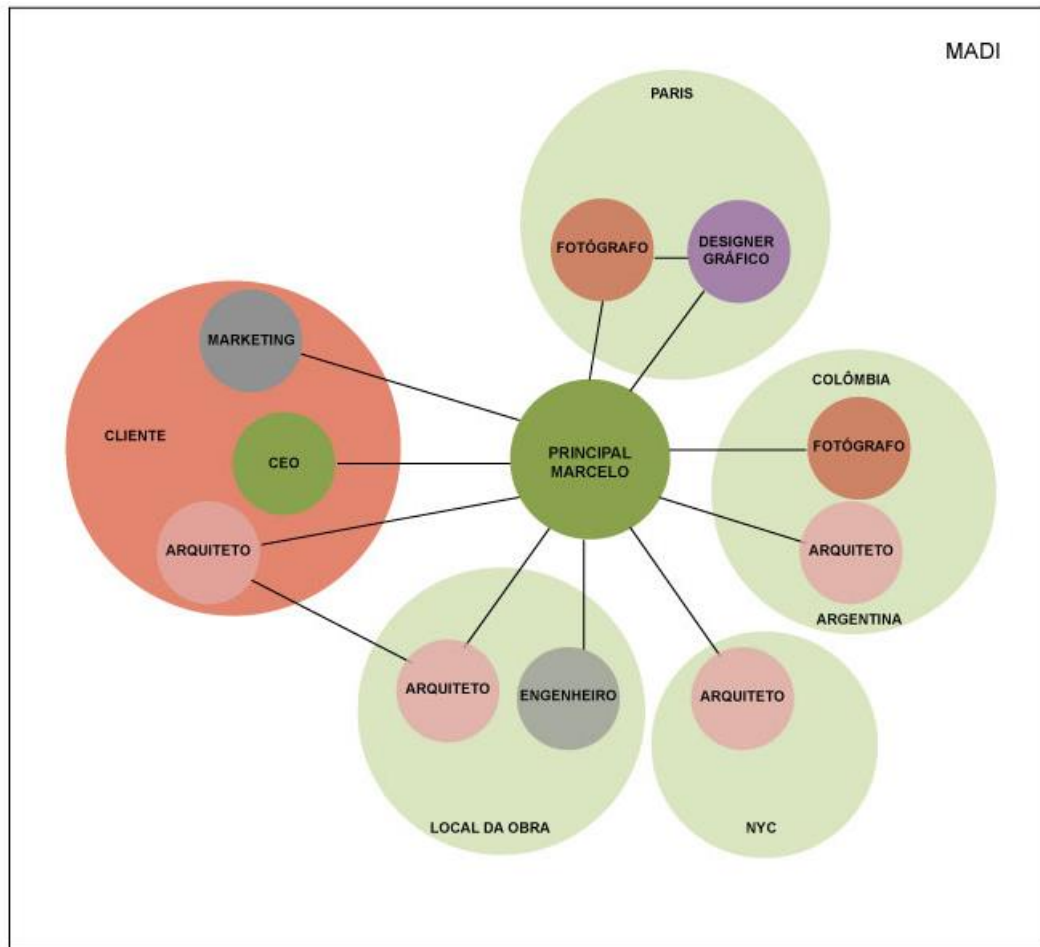 MADI
PARIS
FOTÓGRAFO
DESIGNER
GRÁFICO
MARKETING
CLIENTE
CEO
ARQUITETO
PRINCIPAL
MARCELO
COLÔMBIA
FOTÓGRAFO
ARQUITETO
ARGENTINA
ARQUITETO
ENGENHEIRO
LOCAL DA OBRA
ARQUITETO
NYC